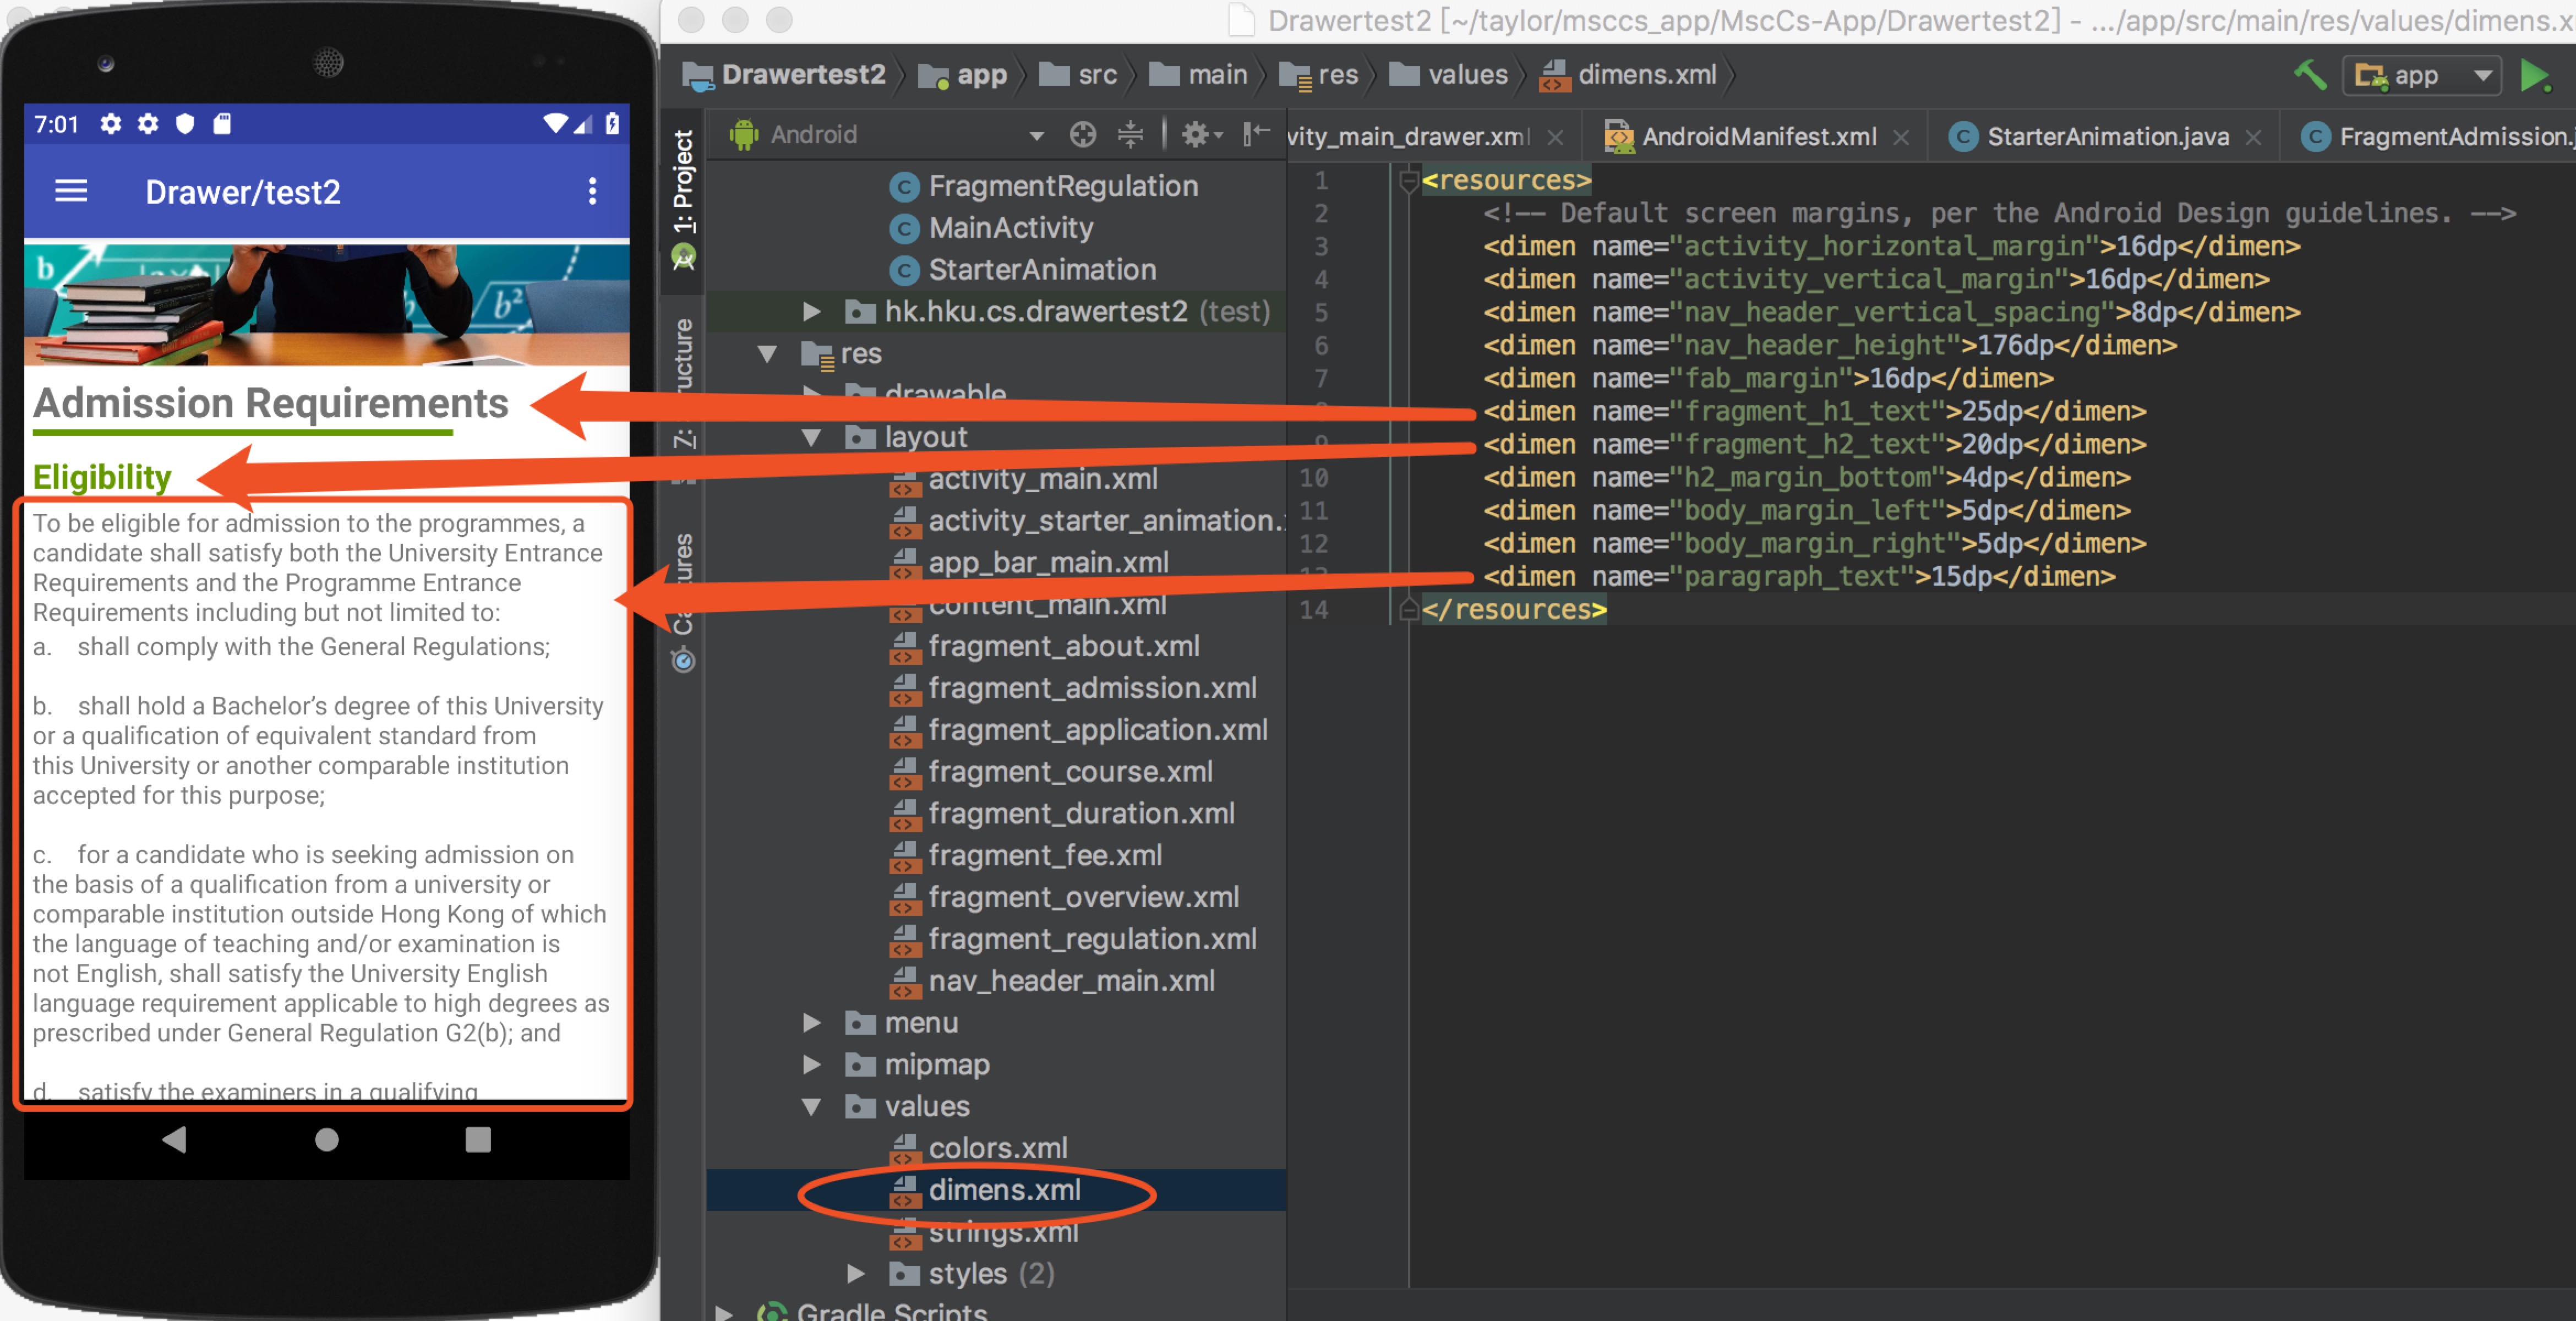 7:01
Drawer/test2
b
b²
Admission Requirements
Eligibility
To be eligible for admission to the programmes, a
candidate shall satisfy both the University Entrance
Requirements and the Programme Entrance
Requirements including but not limited to:
a. shall comply with the General Regulations;
b. shall hold a Bachelor’s degree of this University
or a qualification of equivalent standard from
this University or another comparable institution
accepted for this purpose;
c. for a candidate who is seeking admission on
the basis of a qualification from a university or
comparable institution outside Hong Kong of which
the language of teaching and/or examination is
not English, shall satisfy the University English
language requirement applicable to high degrees as
prescribed under General Regulation G2(b); and
d. satisfy the examiners in a qualifying
Drawertest2 [~/taylor/msccs_app/MscCs-App/Drawertest2] - .../app/src/main/res/values/dimens.x
Drawertest2 app src main res values dimens.xml
app
1: Project
Z:
Android
FragmentRegulation
MainActivity
StarterAnimation
hk.hku.cs.drawertest2 (test)
res
drawable
layout
activity_main.xml
activity_starter_animation.
app_bar_main.xml
content_main.xml
fragment_about.xml
fragment_admission.xml
fragment_application.xml
fragment_course.xml
fragment_duration.xml
fragment_fee.xml
fragment_overview.xml
fragment_regulation.xml
nav_header_main.xml
menu
mipmap
values
colors.xml
dimens.xml
strings.xml
styles (2)
Gradle Scripts
vity_main_drawer.xml AndroidManifest.xml StarterAnimation.java FragmentAdmission.j
1 <resources>
2 <!-- Default screen margins, per the Android Design guidelines. -->
3 <dimen name="activity_horizontal_margin">16dp</dimen>
4 <dimen name="activity_vertical_margin">16dp</dimen>
5 <dimen name="nav_header_vertical_spacing">8dp</dimen>
6 <dimen name="nav_header_height">176dp</dimen>
7 <dimen name="fab_margin">16dp</dimen>
<dimen name="fragment_h1_text">25dp</dimen>
<dimen name="fragment_h2_text">20dp</dimen>
10 <dimen name="h2_margin_bottom">4dp</dimen>
11 <dimen name="body_margin_left">5dp</dimen>
12 <dimen name="body_margin_right">5dp</dimen>
<dimen name="paragraph_text">15dp</dimen>
14 </resources>